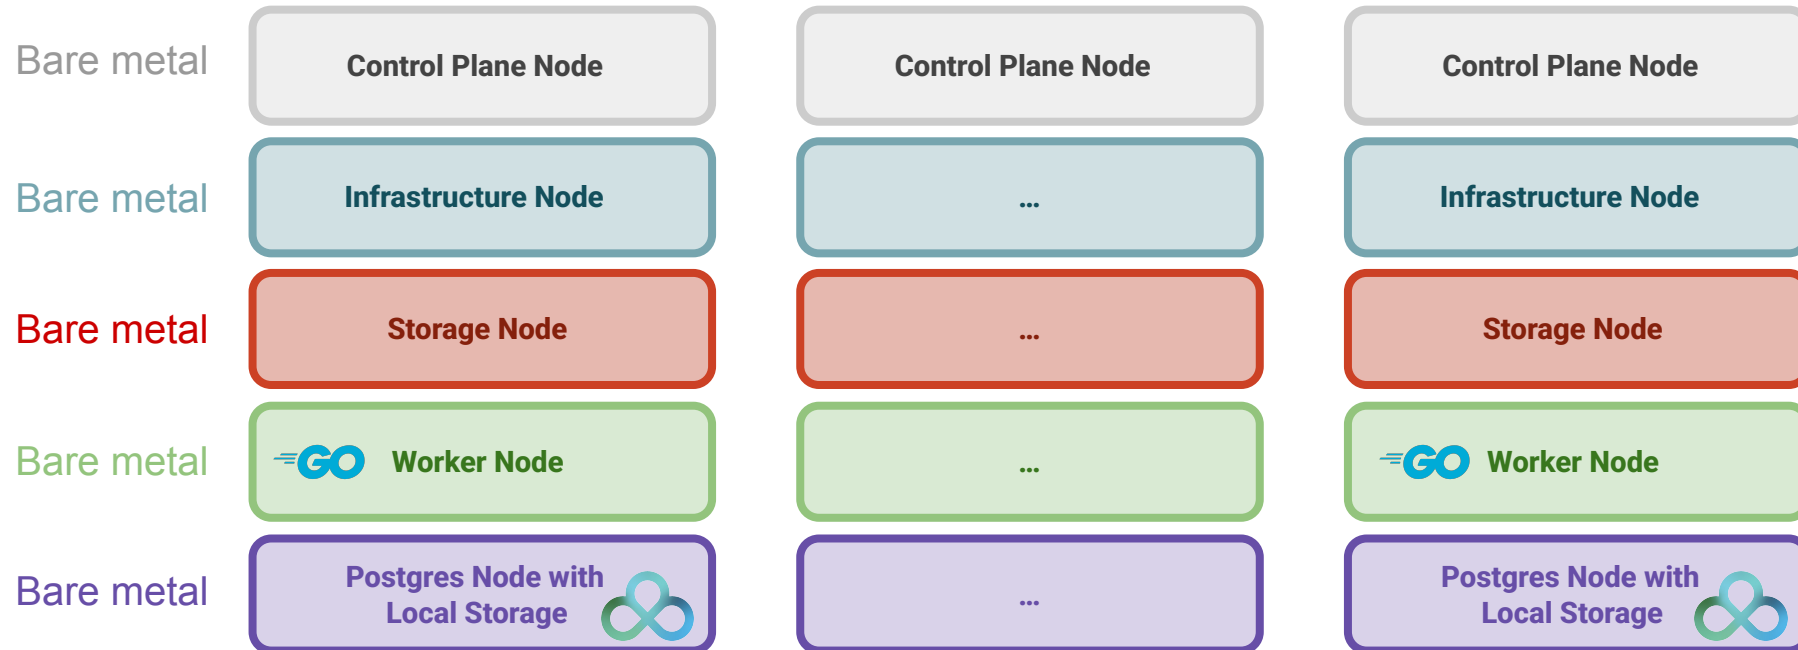 Bare metal
Control Plane Node
Control Plane Node
Control Plane Node
Bare metal
Infrastructure Node
...
Infrastructure Node
Bare metal
Storage Node
...
Storage Node
Bare metal
GO
Worker Node
...
GO
Worker Node
Bare metal
Postgres Node with
Local Storage
...
Postgres Node with
Local Storage